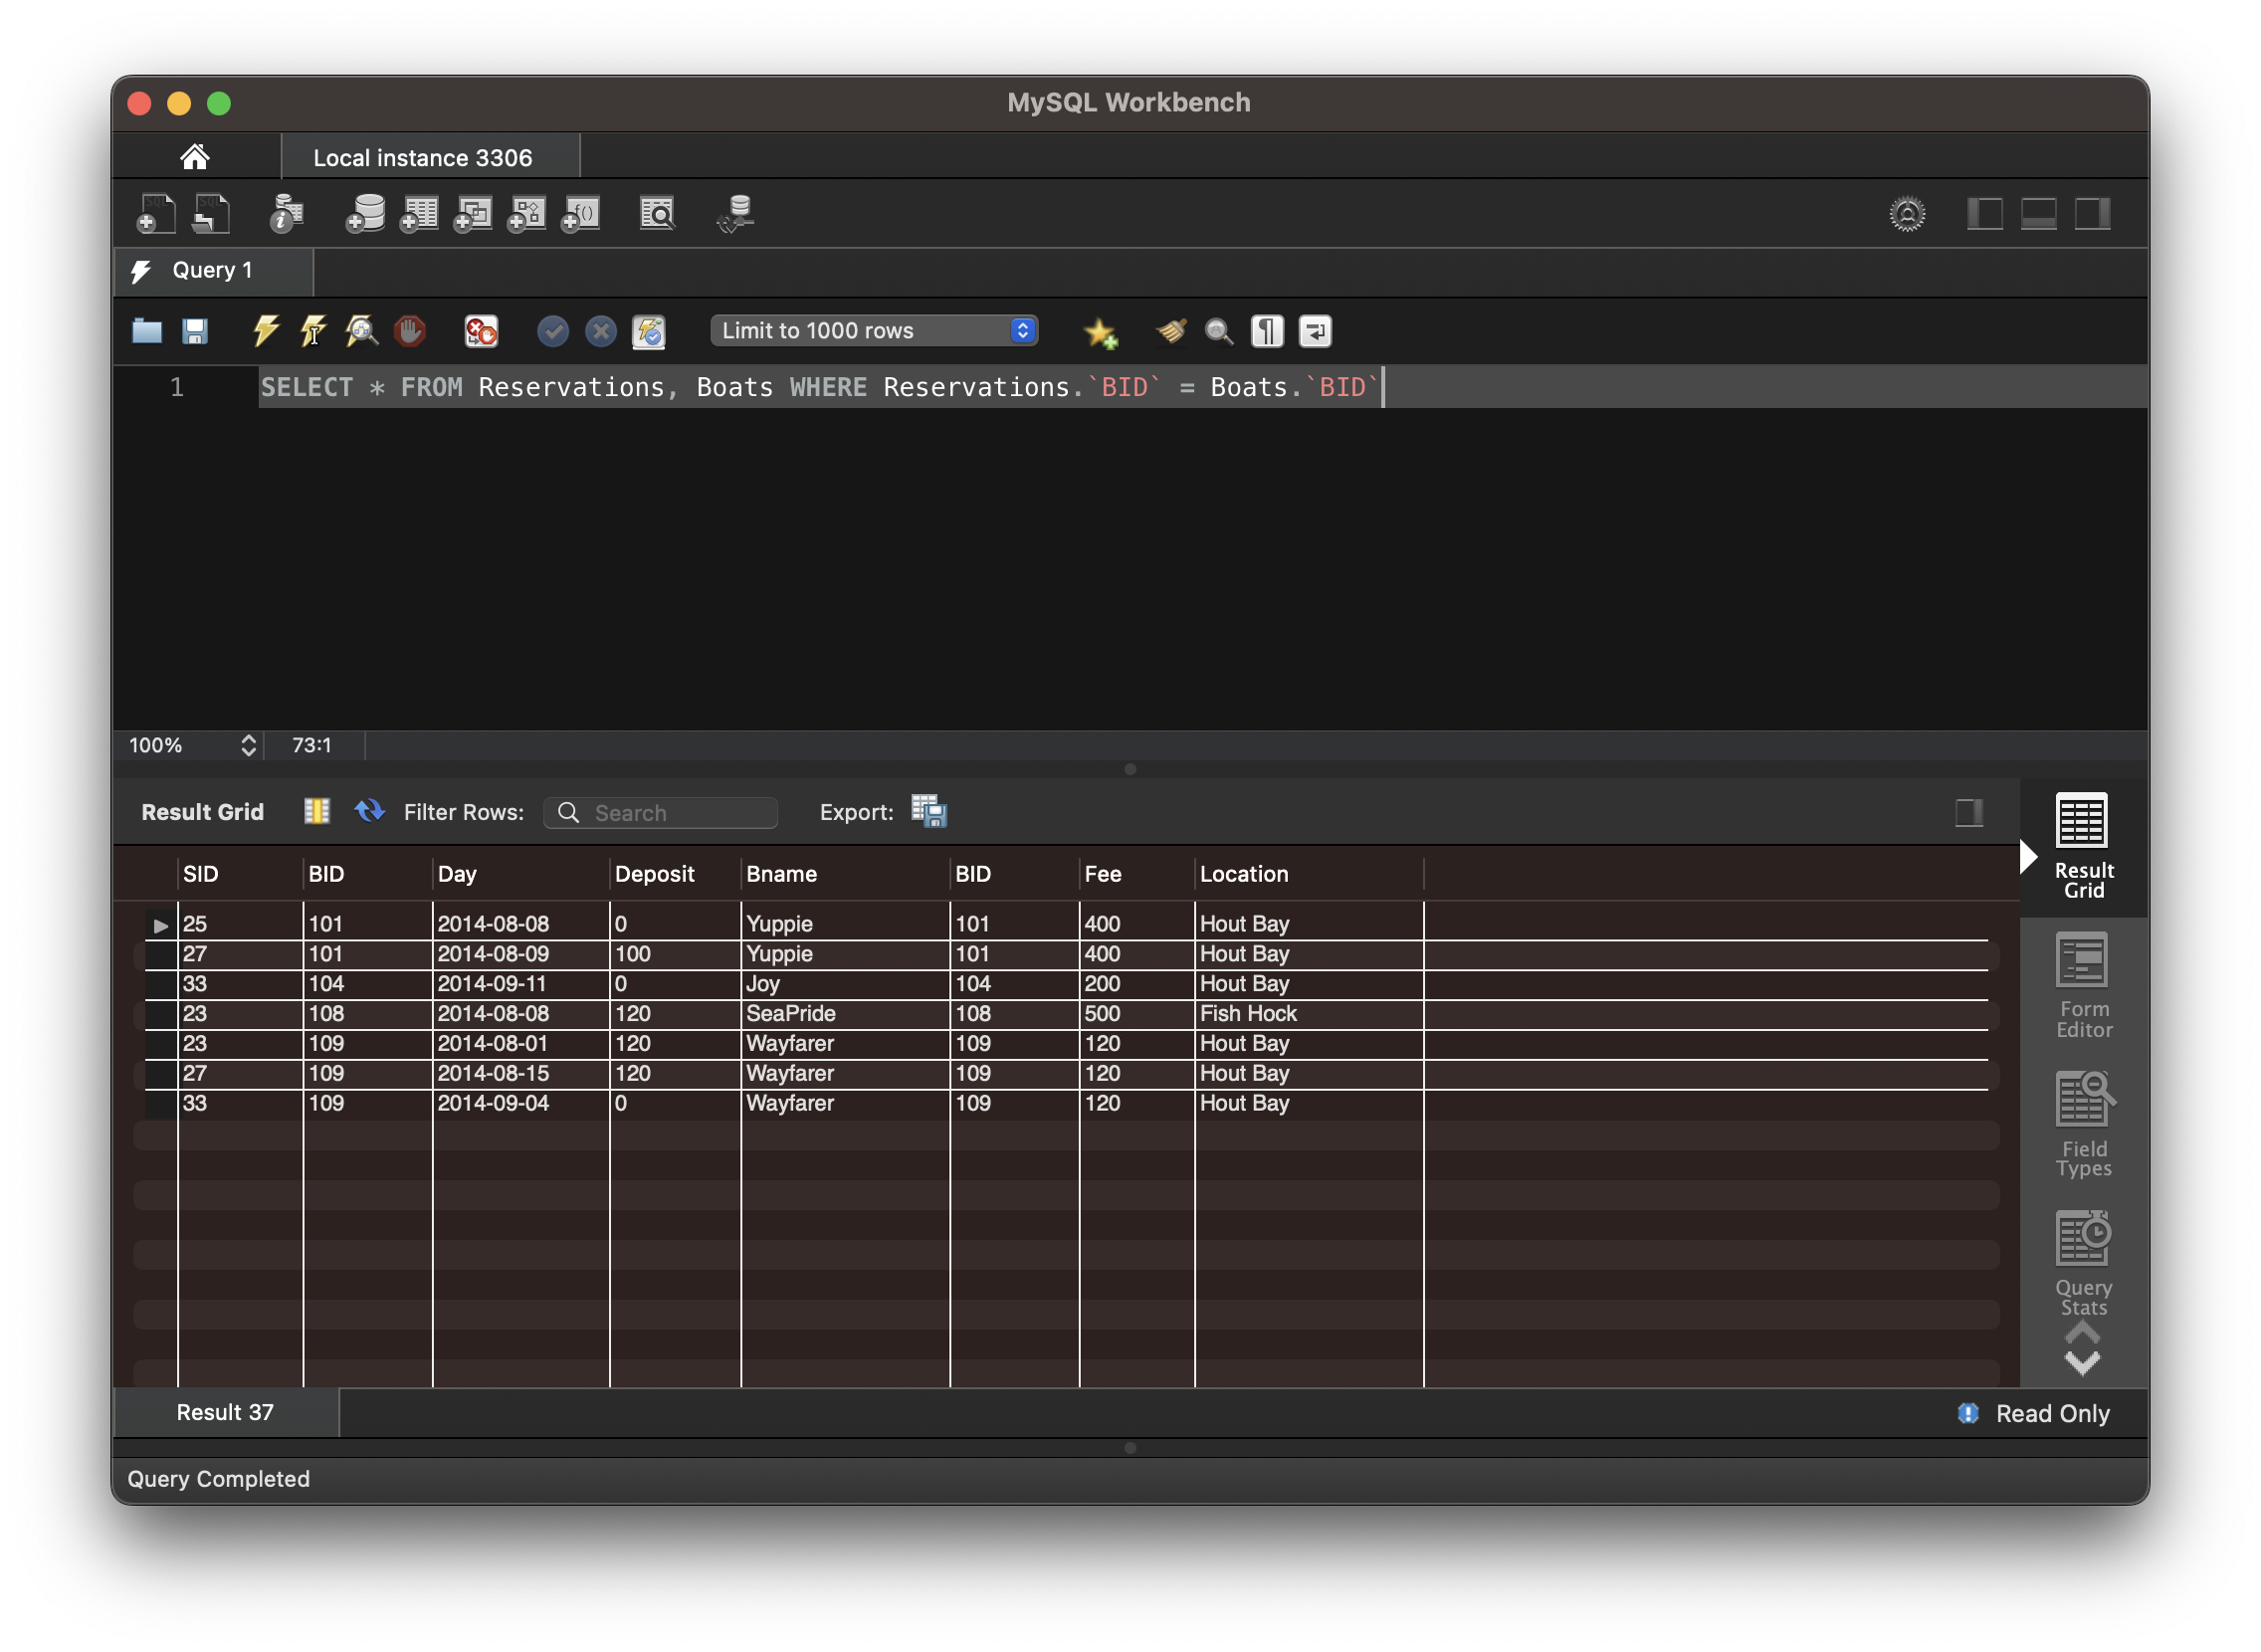 MySQL Workbench
Local instance 3306
Query 1
Limit to 1000 rows
1 SELECT * FROM Reservations, Boats WHERE Reservations.`BID` = Boats.`BID`
100% 73:1
Result Grid Filter Rows: Search Export:
SID BID Day Deposit Bname BID Fee Location
25 101 2014-08-08 0 Yuppie 101 400 Hout Bay
27 101 2014-08-09 100 Yuppie 101 400 Hout Bay
33 104 2014-09-11 0 Joy 104 200 Hout Bay
23 108 2014-08-08 120 SeaPride 108 500 Fish Hock
23 109 2014-08-01 120 Wayfarer 109 120 Hout Bay
27 109 2014-08-15 120 Wayfarer 109 120 Hout Bay
33 109 2014-09-04 0 Wayfarer 109 120 Hout Bay
Result
Grid
Form
Editor
Field
Types
Query
Stats
Result 37
Read Only
Query Completed